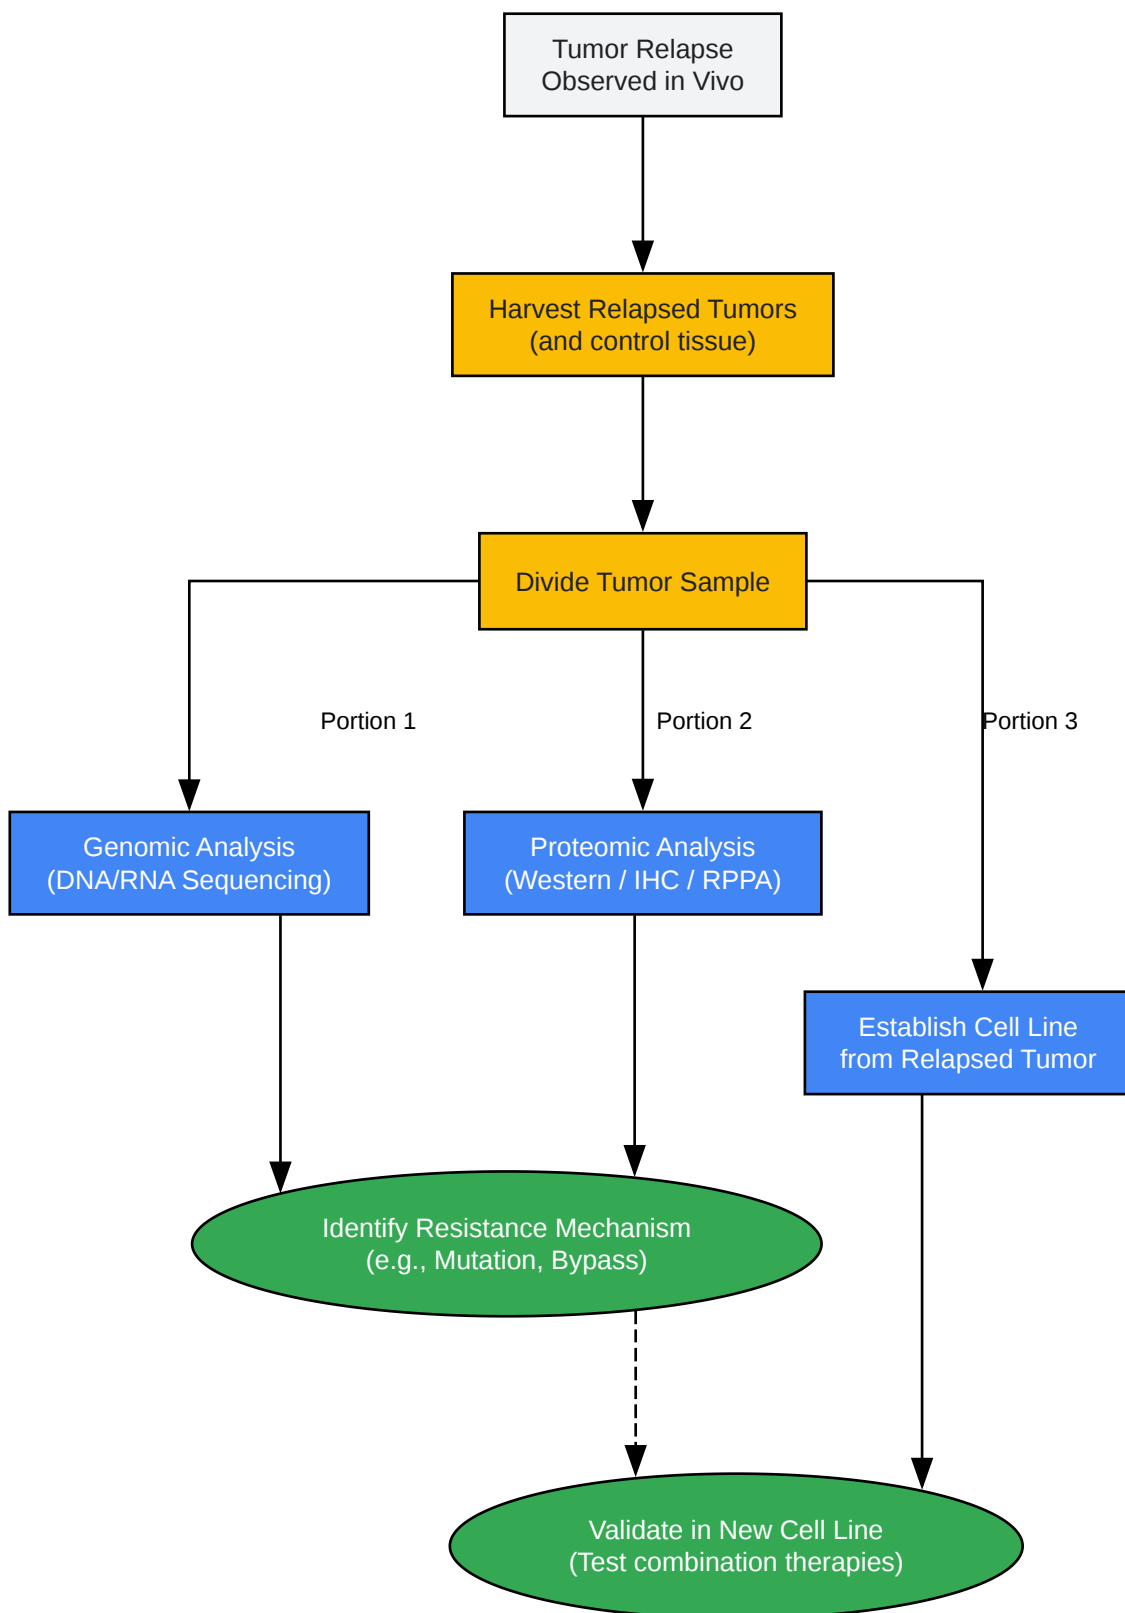 Tumor Relapse
Observed in Vivo
Harvest Relapsed Tumors
(and control tissue)
Divide Tumor Sample
Portion 1
Portion 2
Portion 3
Genomic Analysis
(DNA/RNA Sequencing)
Proteomic Analysis
(Western / IHC / RPPA)
Establish Cell Line
from Relapsed Tumor
Identify Resistance Mechanism
(e.g., Mutation, Bypass)
Validate in New Cell Line
(Test combination therapies)